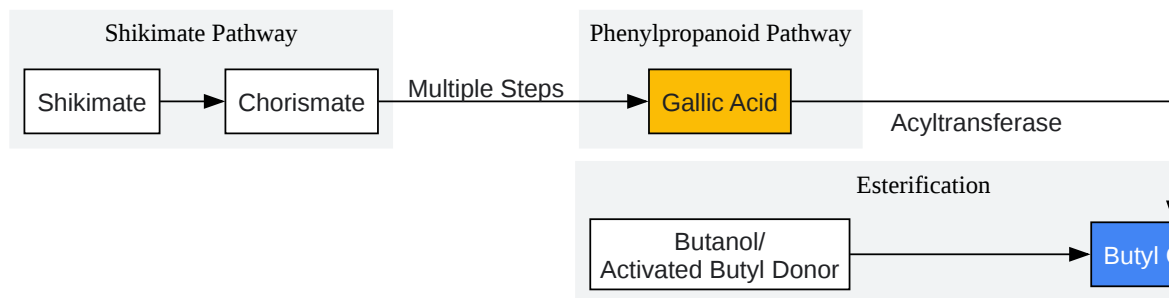 Shikimate Pathway
Phenylpropanoid Pathway
Shikimate
Chorismate
Multiple Steps
Gallic Acid
Acyltransferase
Esterification
Butanol/
Activated Butyl Donor
Butyl